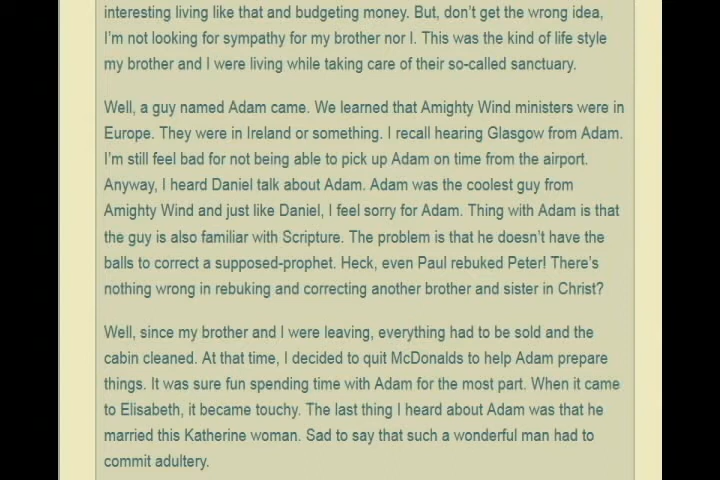 interesting living like that and budgeting money. But, don't get the wrong idea,
I'm not looking for sympathy for my brother nor I. This was the kind of life style
my brother and I were living while taking care of their so-called sanctuary.
Well, a guy named Adam came. We learned that Amighty Wind ministers were in
Europe. They were in Ireland or something. I recall hearing Glasgow from Adam.
I'm still feel bad for not being able to pick up Adam on time from the airport.
Anyway, I heard Daniel talk about Adam. Adam was the coolest guy from
Amighty Wind and just like Daniel, I feel sorry for Adam. Thing with Adam is that
the guy is also familiar with Scripture. The problem is that he doesn't have the
balls to correct a supposed-prophet. Heck, even Paul rebuked Peter! There's
nothing wrong in rebuking and correcting another brother and sister in Christ?
Well, since my brother and I were leaving, everything had to be sold and the
cabin cleaned. At that time, I decided to quit McDonalds to help Adam prepare
things. It was sure fun spending time with Adam for the most part. When it came
to Elisabeth, it became touchy. The last thing I heard about Adam was that he
married this Katherine woman. Sad to say that such a wonderful man had to
commit adultery.